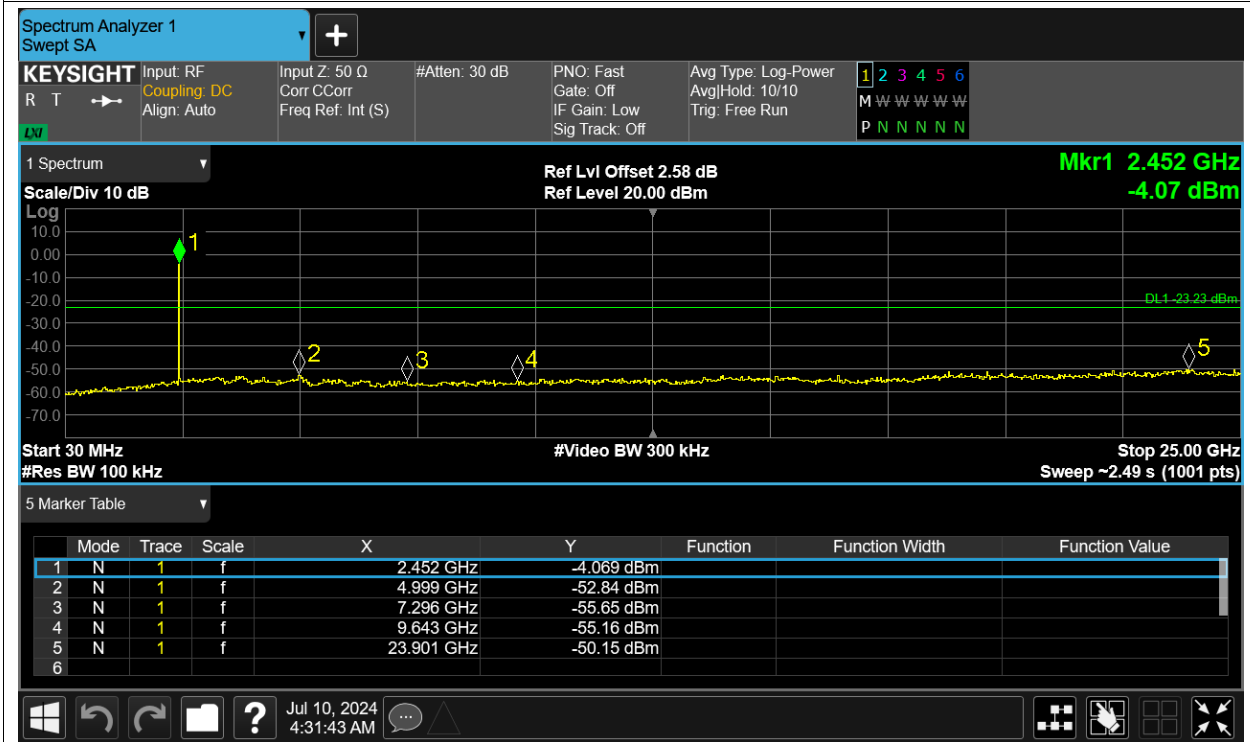 Spectrum Analyzer 1
Swept SA
KEYSIGHT
R T
LXI
Input: RF
Coupling: DC
Align: Auto
Input Z: 50 Ω
Corr CCorr
Freq Ref: Int (S)
#Atten: 30 dB
PNO: Fast
Gate: Off
IF Gain: Low
Sig Track: Off
Avg Type: Log-Power
Avg|Hold: 10/10
Trig: Free Run
1 2 3 4 5 6
M W W W W W
P N N N N N
1 Spectrum
Scale/Div 10 dB
Ref Lvl Offset 2.58 dB
Ref Level 20.00 dBm
Mkr1 2.452 GHz
-4.07 dBm
Log
10.0
0.00
-10.0
-20.0
-30.0
-40.0
-50.0
-60.0
-70.0
1
2
3
4
5
DL1 -23.23 dBm
Start 30 MHz
#Res BW 100 kHz
#Video BW 300 kHz
Stop 25.00 GHz
Sweep ~2.49 s (1001 pts)
5 Marker Table
Mode Trace Scale X Y Function Function Width Function Value
1 N 1 f 2.452 GHz -4.069 dBm
2 N 1 f 4.999 GHz -52.84 dBm
3 N 1 f 7.296 GHz -55.65 dBm
4 N 1 f 9.643 GHz -55.16 dBm
5 N 1 f 23.901 GHz -50.15 dBm
6
?
Jul 10, 2024
4:31:43 AM